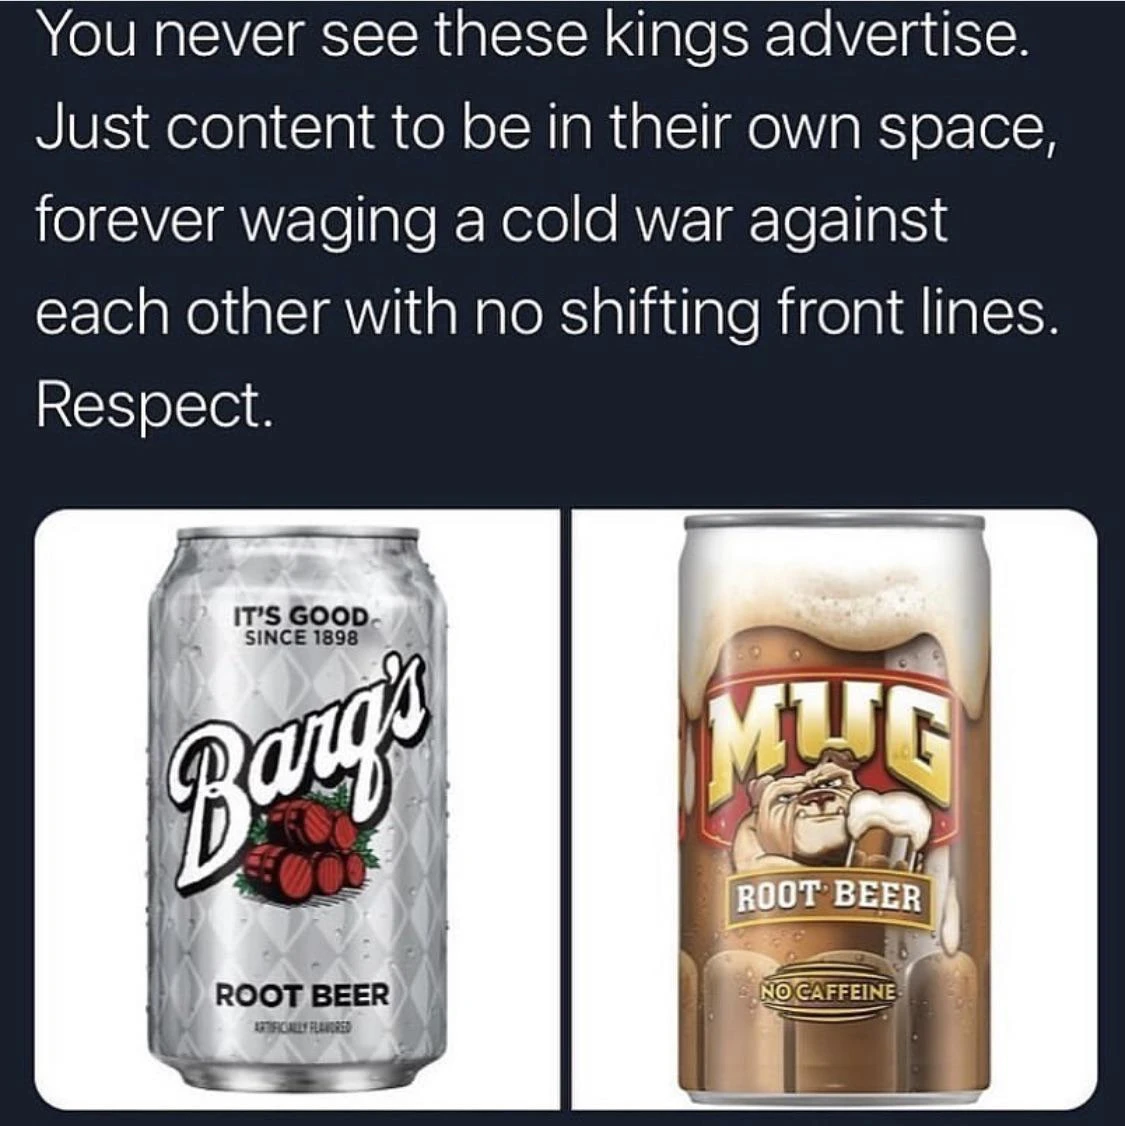 You never see these kings advertise.
Just content to be in their own space,
forever waging a cold war against
each other with no shifting front lines.
Respect.
IT'S GOOD
SINCE 1898
Barq's
ROOT BEER
ARTIFICIALLY FLAVORED
MUG
ROOT BEER
NO CAFFEINE